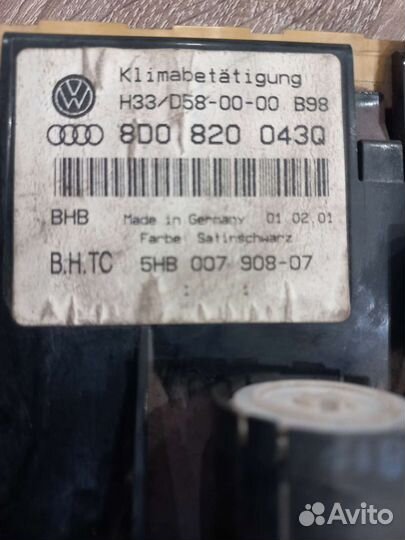 Klimabetätigung
H33/D58-00-00 B98
8D0 820 043Q
BHB Made in Germany 01.02.01
Farbe: Satinschwarz
B.H.TC 5HB 007 908-07
: :
Avito